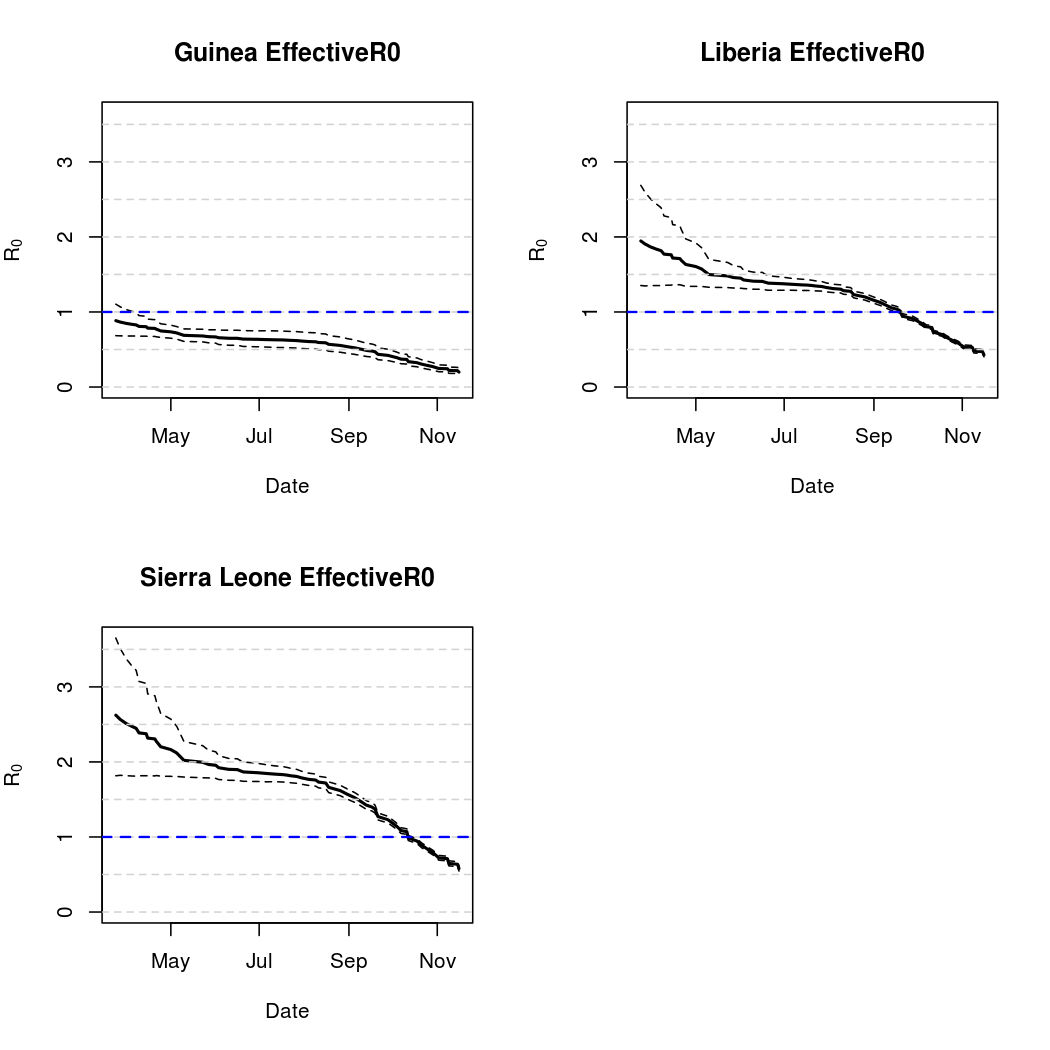 Guinea EffectiveR0
R₀
3
2
1
0
May Jul Sep Nov
Date
Liberia EffectiveR0
R₀
3
2
1
0
May Jul Sep Nov
Date
Sierra Leone EffectiveR0
R₀
3
2
1
0
May Jul Sep Nov
Date